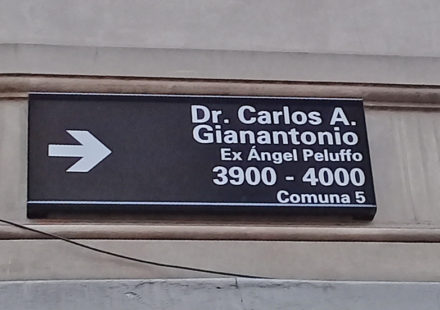 Dr. Carlos A.
Gianantonio
Ex Ángel Peluffo
3900 - 4000
Comuna 5